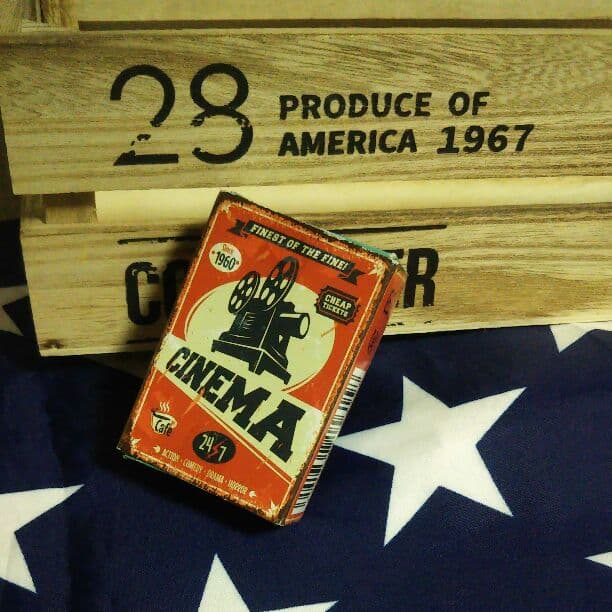 28
PRODUCE OF
AMERICA 1967
FINEST OF THE FINE!
Since
1960
CHEAP
TICKETS
CINEMA
Cafe
24/7
ACTION • COMEDY • DRAMA • HORROR